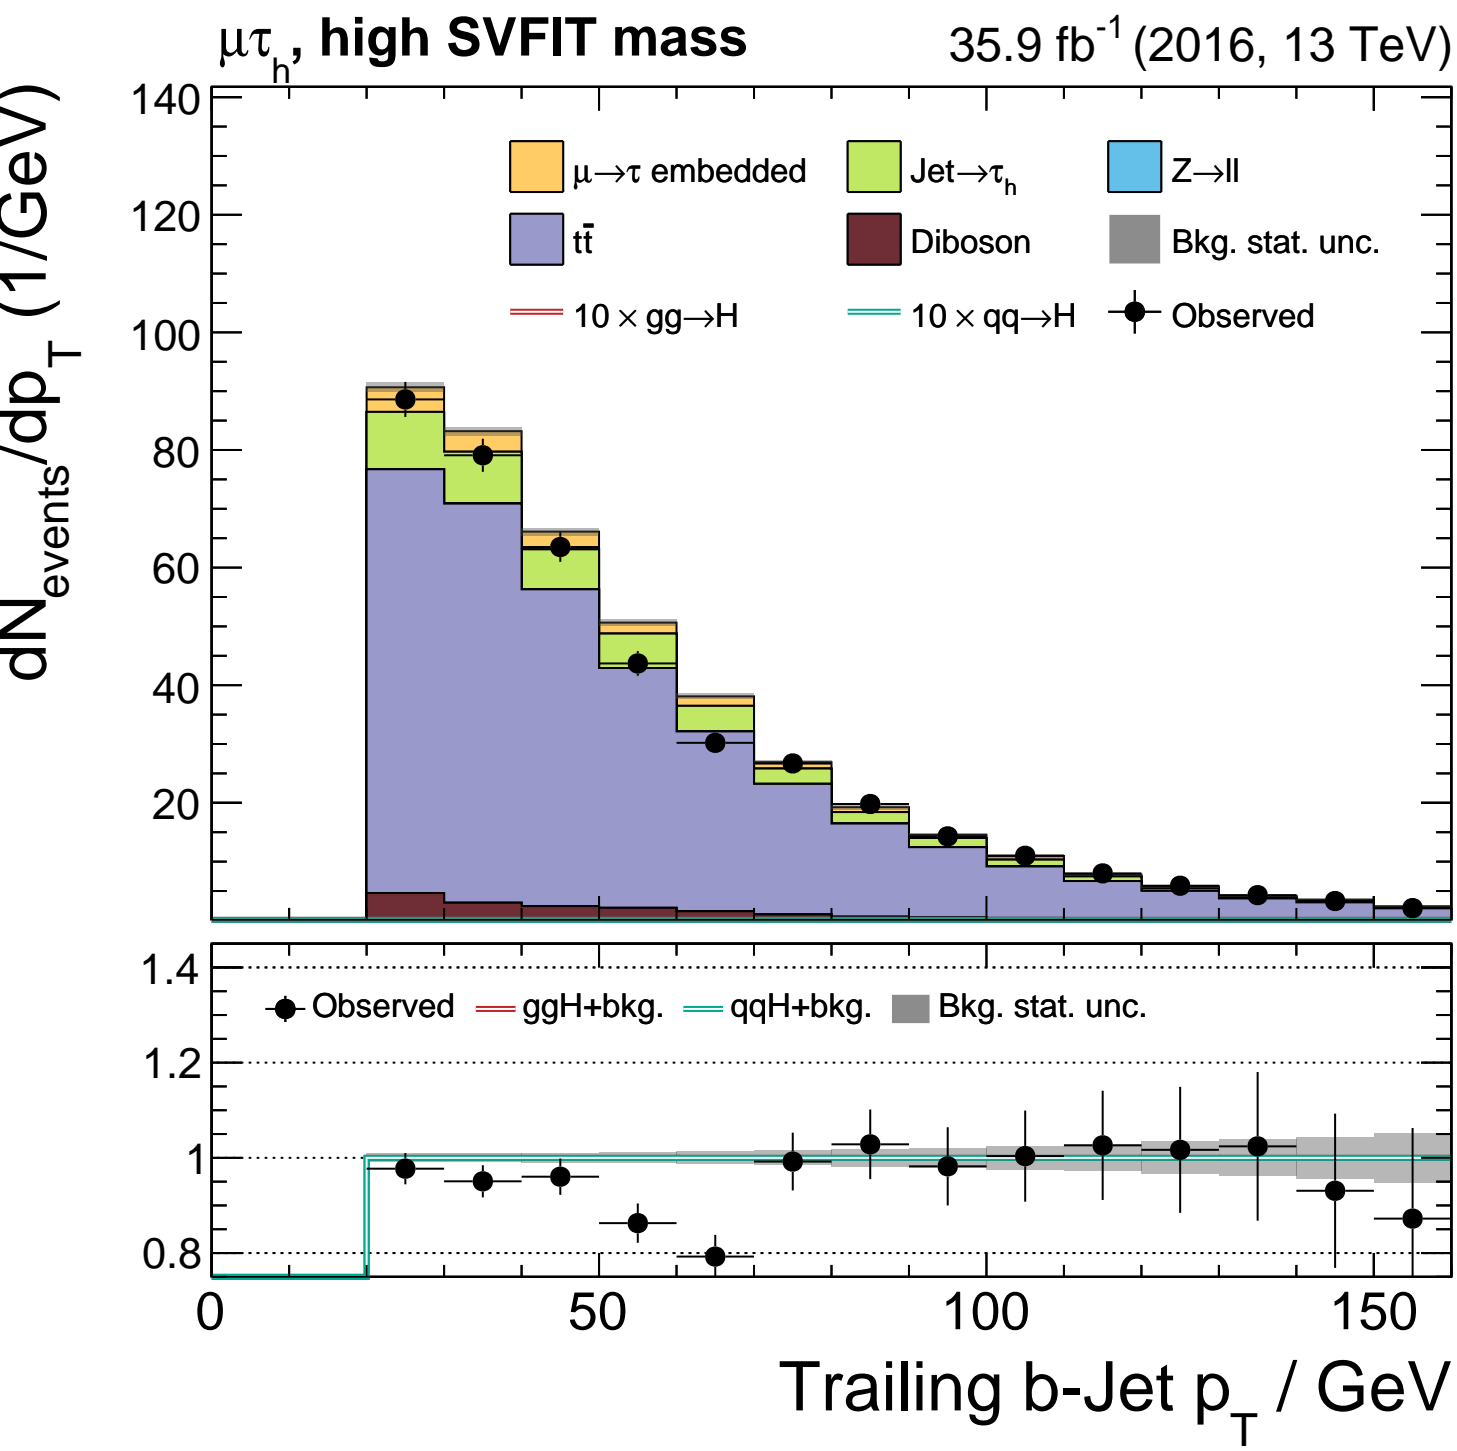 μτh, high SVFIT mass 35.9 fb-1 (2016, 13 TeV)
dNevents/dpT (1/GeV)
140
120
100
80
60
40
20
μ→τ embedded Jet→τh Z→ll
tt̄ Diboson Bkg. stat. unc.
10 × gg→H 10 × qq→H Observed
1.4
1.2
1
0.8
Observed ggH+bkg. qqH+bkg. Bkg. stat. unc.
0 50 100 150
Trailing b-Jet pT / GeV